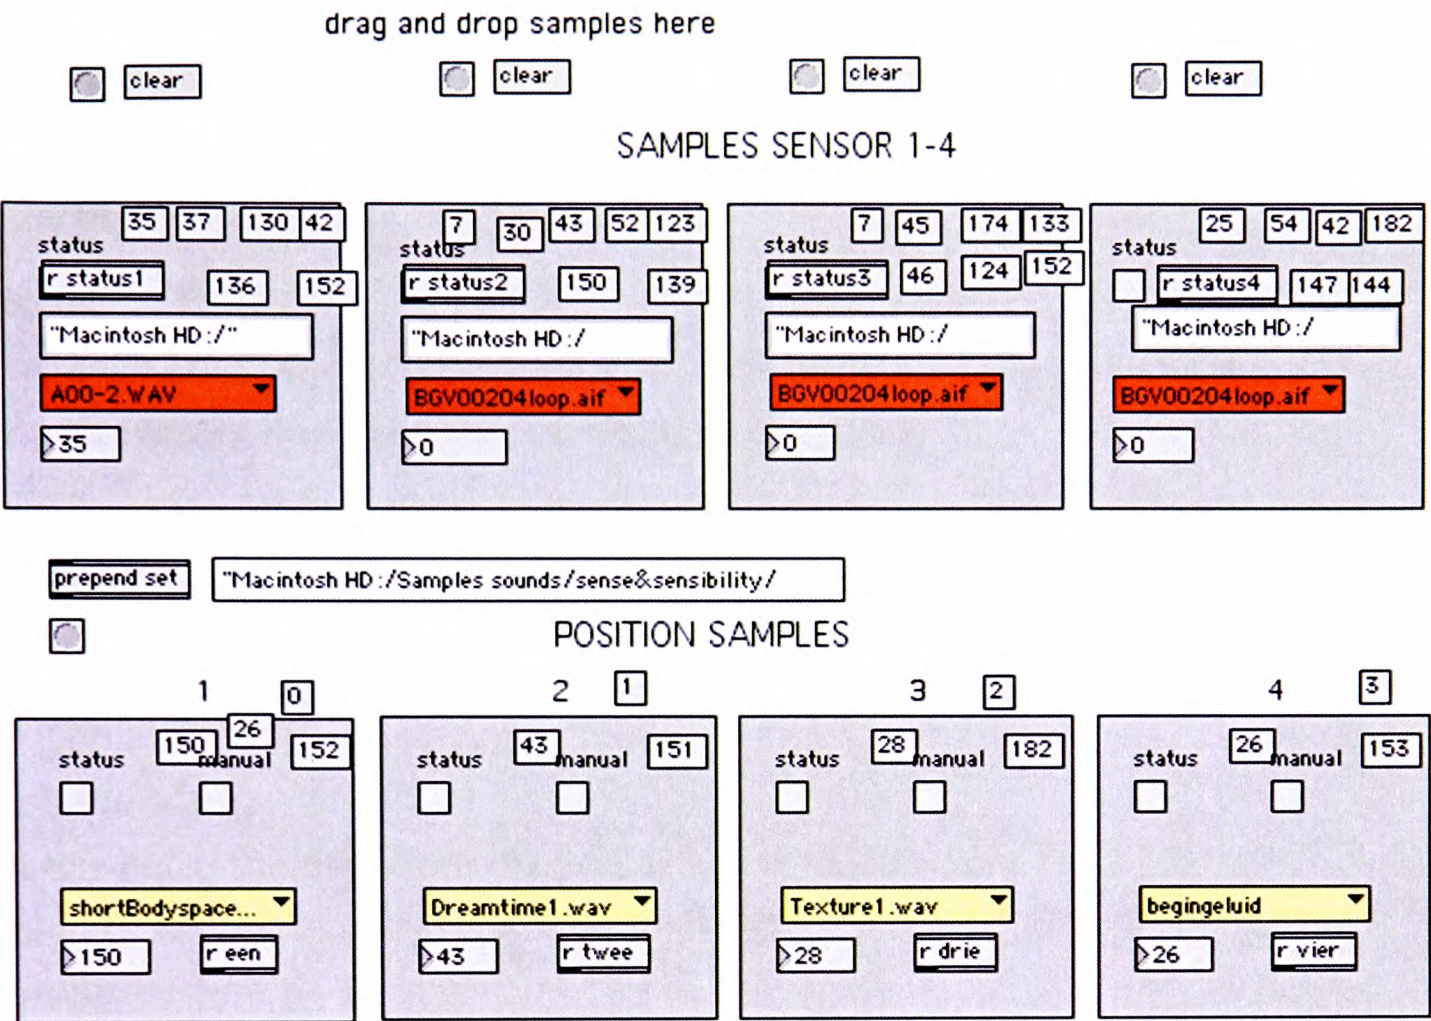 drag and drop samples here
clear clear clear clear
SAMPLES SENSOR 1-4
35 37 130 42 7 30 43 52 123 7 45 174 133 25 54 42 182
status status status status
r status1 136 152 r status2 150 139 r status3 46 124 152 r status4 147 144
"Macintosh HD:/" "Macintosh HD:/ "Macintosh HD:/ "Macintosh HD:/
A00-2.WAV BGV00204loop.aif BGV00204loop.aif BGV00204loop.aif
35 0 0 0
prepend set "Macintosh HD:/Samples sounds/sense&sensibility/
POSITION SAMPLES
1 0 2 1 3 2 4 3
status 150 26 manual 152 status 43 manual 151 status 28 manual 182 status 26 manual 153
shortBodyspace... Dreamtime1.wav Texture1.wav begingeluid
150 r een 43 r twee 28 r drie 26 r vier